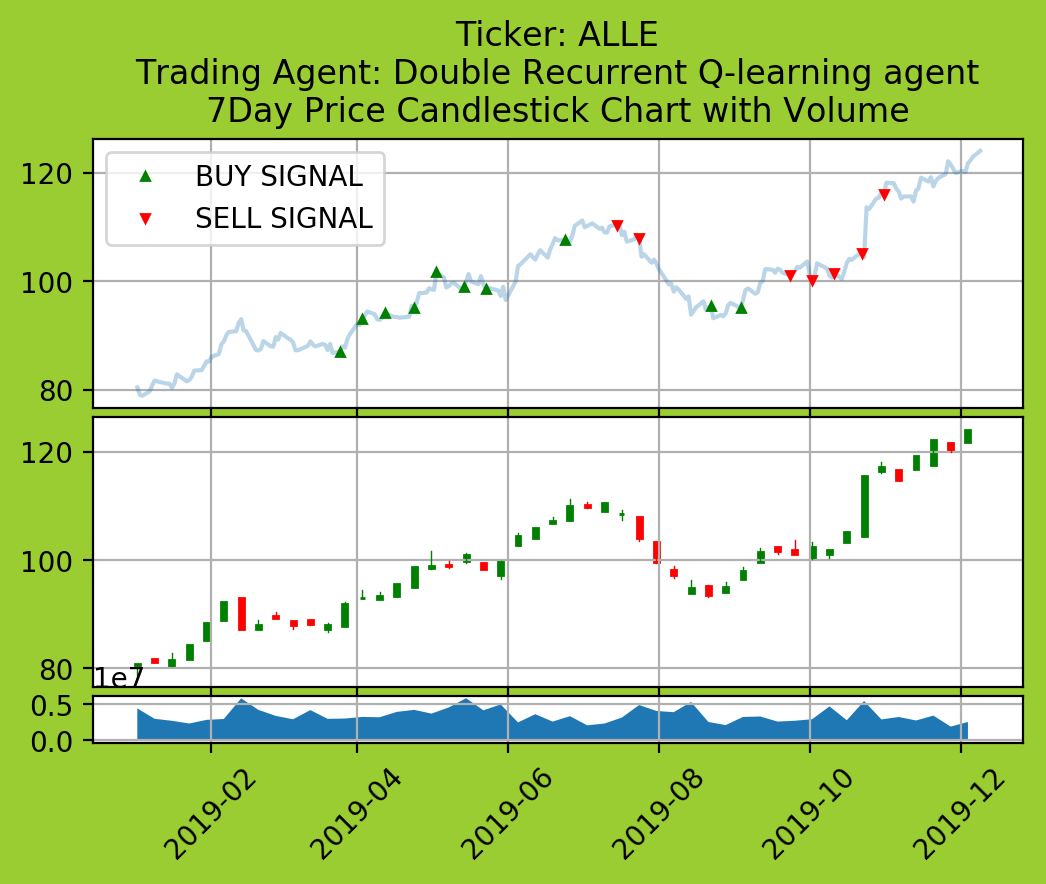 Ticker: ALLE
Trading Agent: Double Recurrent Q-learning agent
7Day Price Candlestick Chart with Volume
BUY SIGNAL
SELL SIGNAL
120
100
80
120
100
80
1e7
0.5
0.0
2019-02
2019-04
2019-06
2019-08
2019-10
2019-12